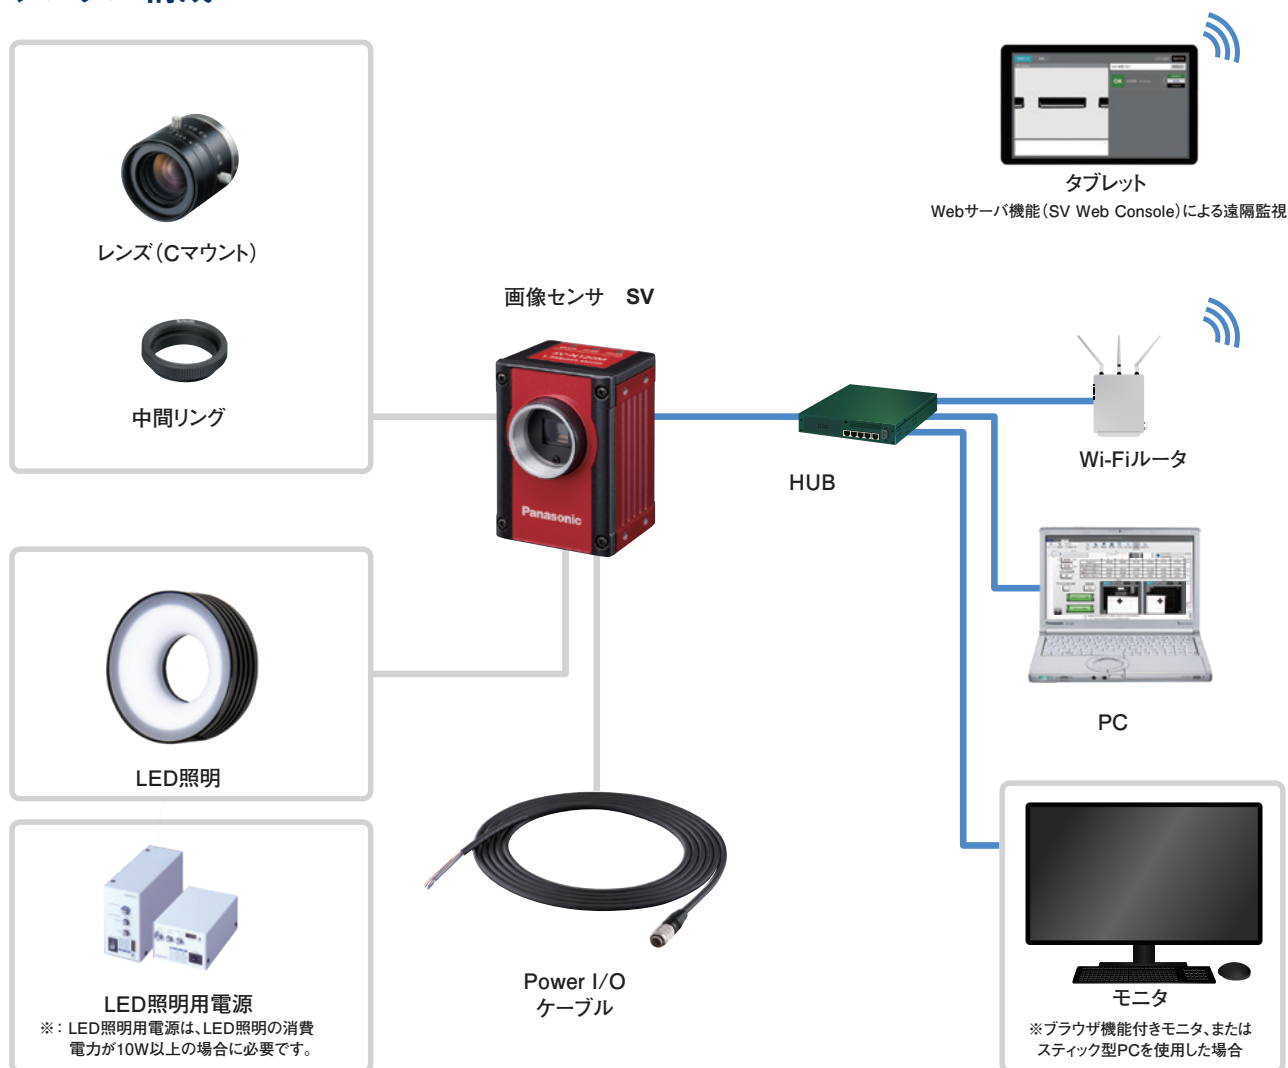 タブレット
Webサーバ機能（SV Web Console）による遠隔監視
レンズ（Cマウント）
中間リング
画像センサ　SV
SV-N120M
Panasonic
HUB
Wi-Fiルータ
PC
LED照明
LED照明用電源
※：LED照明用電源は、LED照明の消費
電力が10W以上の場合に必要です。
Power I/O
ケーブル
モニタ
※ブラウザ機能付きモニタ、または
スティック型PCを使用した場合